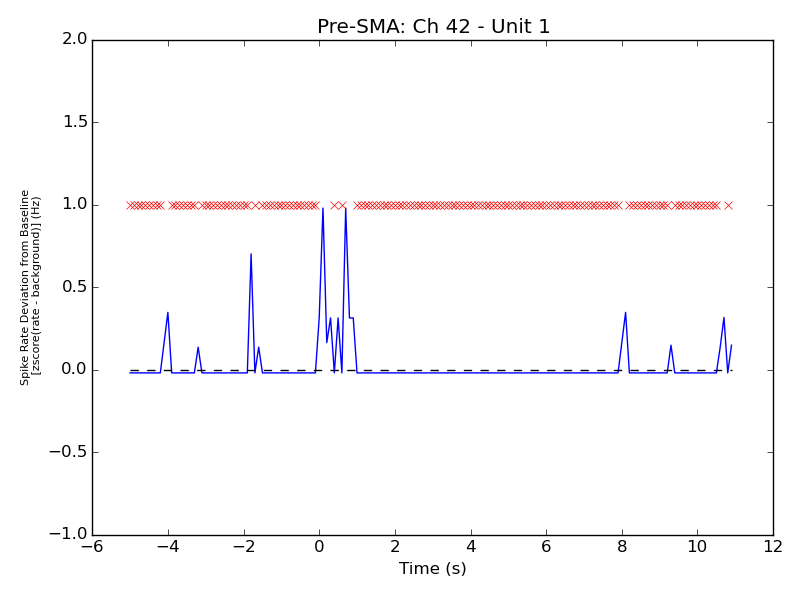 Pre-SMA: Ch 42 - Unit 1
2.0
1.5
1.0
0.5
0.0
−0.5
−1.0
Spike Rate Deviation from Baseline
[zscore(rate - background)] (Hz)
−6 −4 −2 0 2 4 6 8 10 12
Time (s)